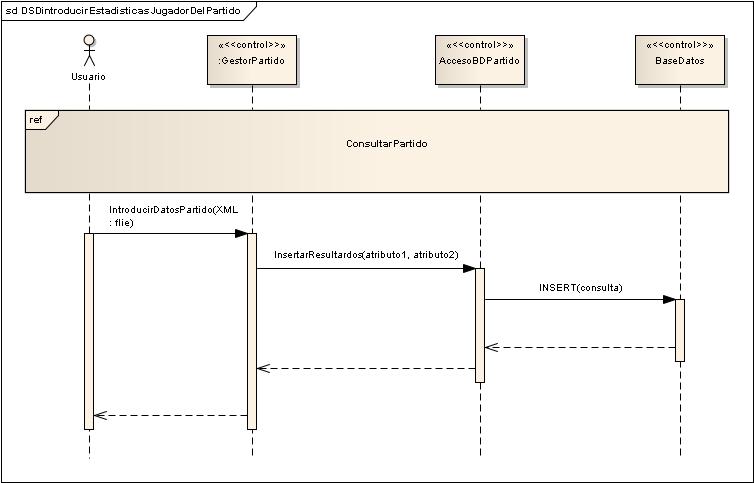 sd DSDintroducirEstadisticasJugadorDelPartido
Usuario
«<<control>>»
:GestorPartido
«<<control>>»
AccesoBDPartido
«<<control>>»
BaseDatos
ref
ConsultarPartido
IntroducirDatosPartido(XML
: flie)
InsertarResultardos(atributo1, atributo2)
INSERT(consulta)